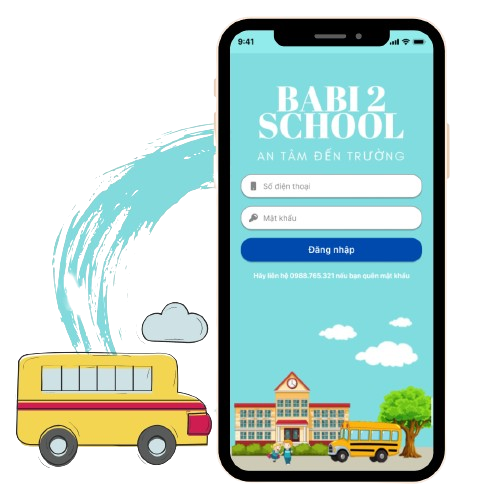 9:41
BABI 2
SCHOOL
AN TÂM ĐẾN TRƯỜNG
Số điện thoại
Mật khẩu
Đăng nhập
Hãy liên hệ 0988.765.321 nếu bạn quên mật khẩu